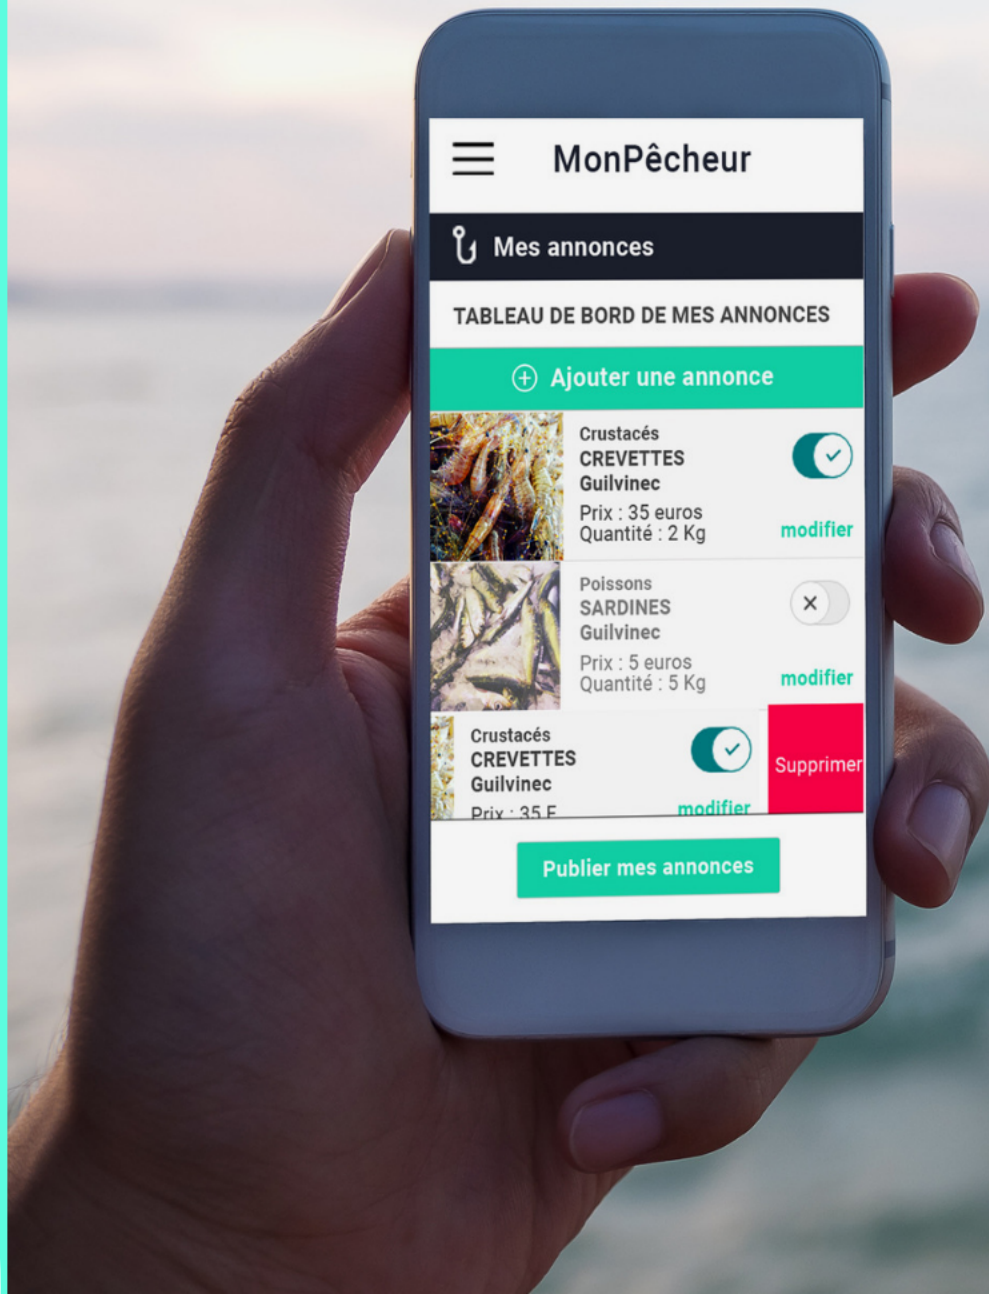 MonPêcheur
Mes annonces
TABLEAU DE BORD DE MES ANNONCES
Ajouter une annonce
Crustacés
CREVETTES
Guilvinec
Prix : 35 euros
Quantité : 2 Kg
modifier
Poissons
SARDINES
Guilvinec
Prix : 5 euros
Quantité : 5 Kg
modifier
Crustacés
CREVETTES
Guilvinec
Prix : 35 E
modifier
Supprimer
Publier mes annonces